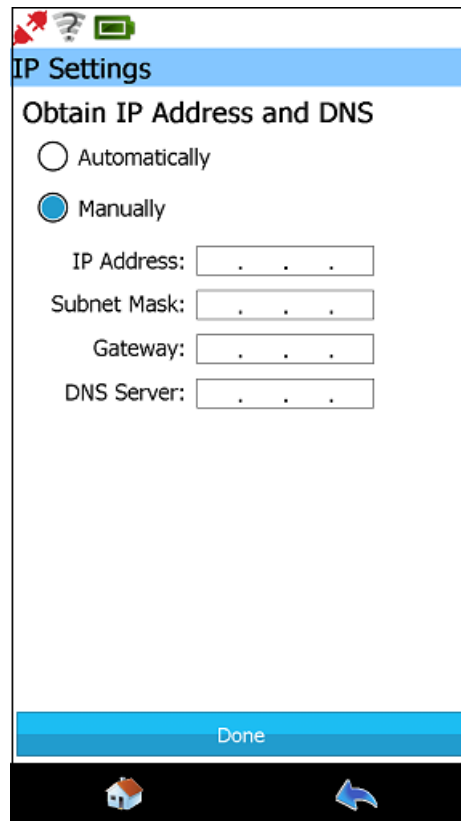 IP Settings
Obtain IP Address and DNS
Automatically
Manually
IP Address: . . .
Subnet Mask: . . .
Gateway: . . .
DNS Server: . . .
Done